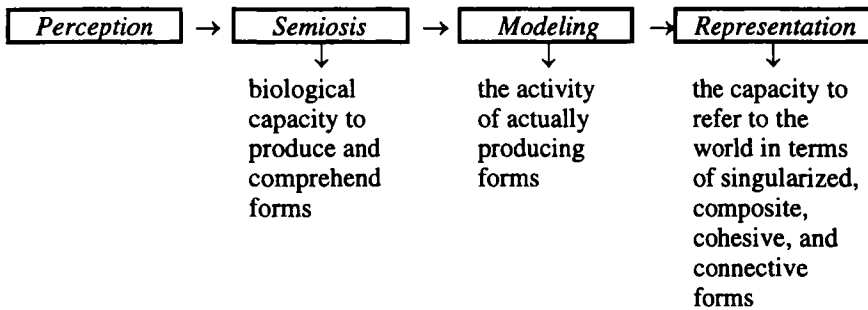 Perception → Semiosis → Modeling → Representation
biological
capacity to
produce and
comprehend
forms
the activity
of actually
producing
forms
the capacity to
refer to the
world in terms
of singularized,
composite,
cohesive, and
connective
forms